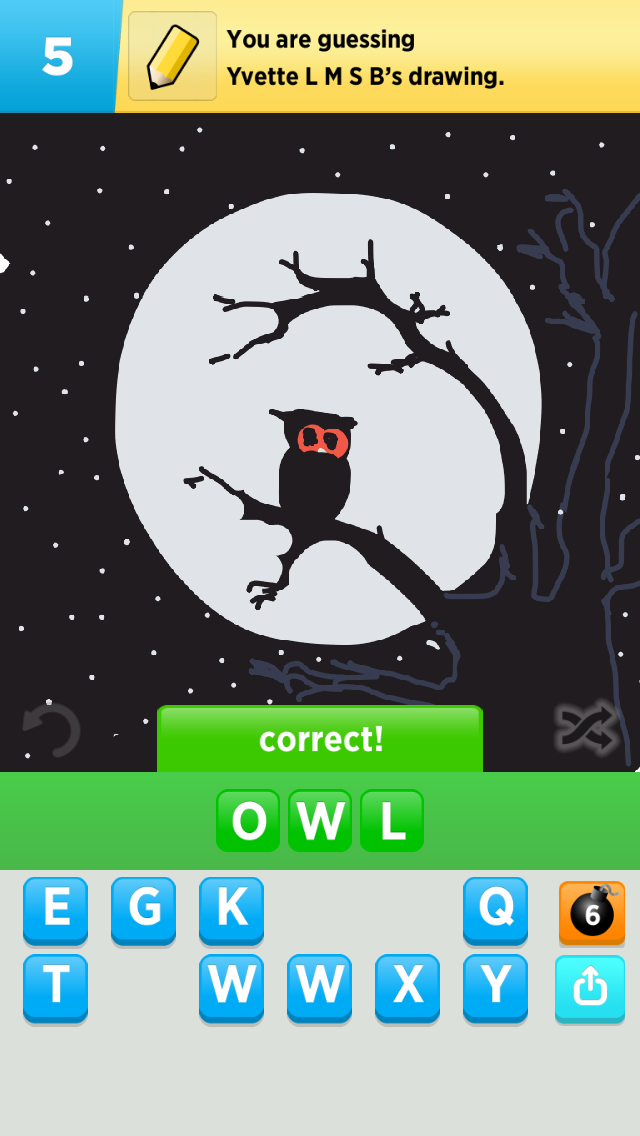 5
You are guessing
Yvette L M S B's drawing.
correct!
O W L
E G K Q 6
T W W X Y